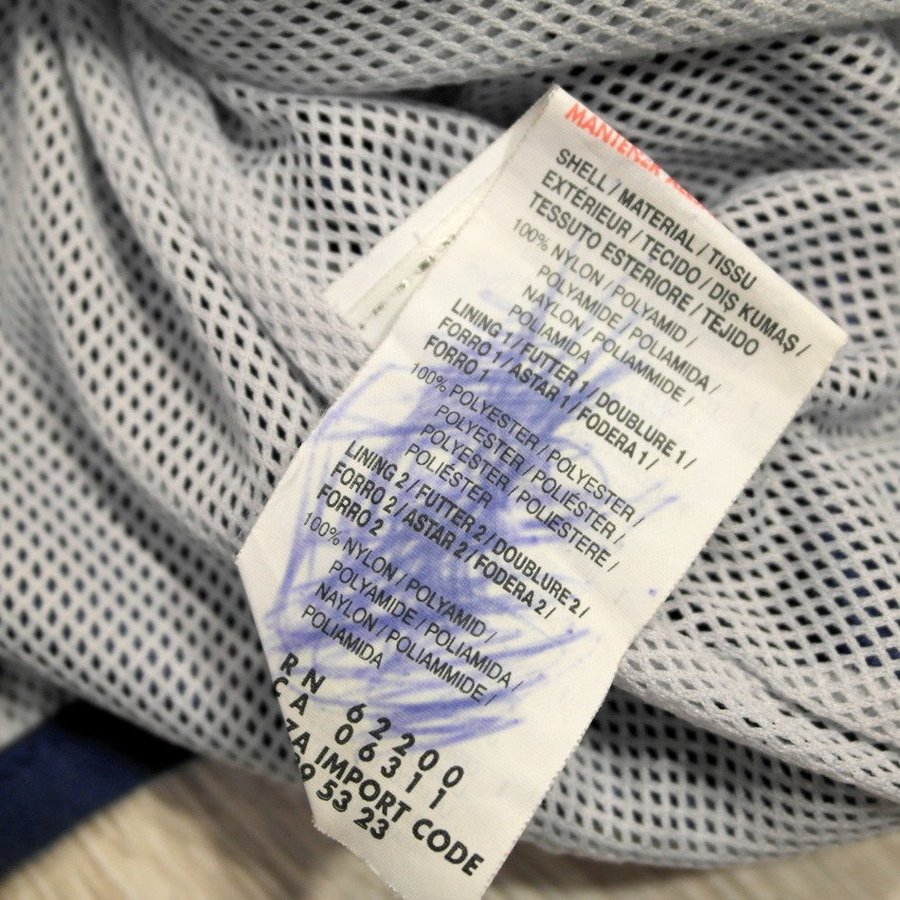 MANTENER
SHELL / MATERIAL / TISSU
EXTÉRIEUR / TECIDO / DIŞ KUMAŞ /
TESSUTO ESTERIORE / TEJIDO
100% NYLON / POLYAMID /
POLYAMIDE / POLIAMIDA /
NAYLON / POLIAMMIDE /
POLIAMIDA
LINING 1 / FUTTER 1 / DOUBLURE 1 /
FORRO 1 / ASTAR 1 / FODERA 1 /
FORRO 1
100% POLYESTER / POLYESTER /
POLYESTER / POLIÉSTER /
POLYESTER / POLIESTERE /
POLIÉSTER
LINING 2 / FUTTER 2 / DOUBLURE 2 /
FORRO 2 / ASTAR 2 / FODERA 2 /
FORRO 2
100% NYLON / POLYAMID /
POLYAMIDE / POLIAMIDA /
NAYLON / POLIAMMIDE /
POLIAMIDA
RN 62200
CA 06311
ZA IMPORT CODE
53 23